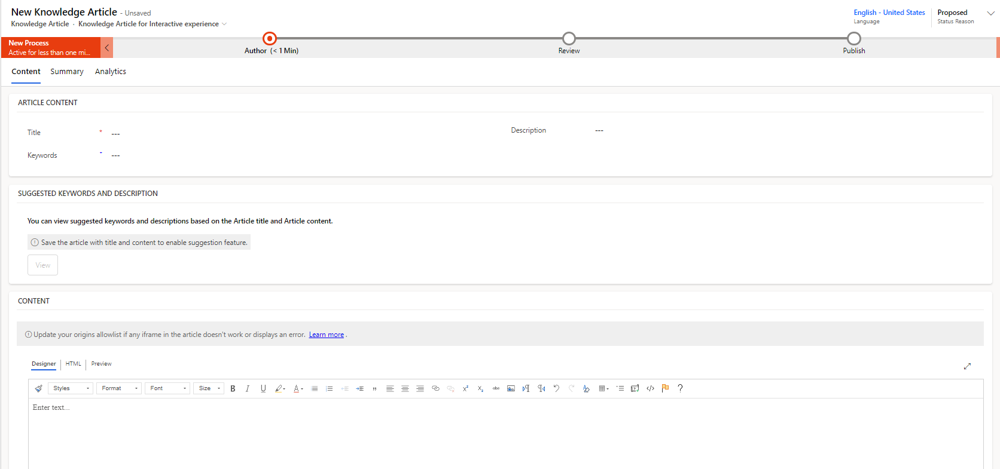 New Knowledge Article - Unsaved
Knowledge Article · Knowledge Article for Interactive experience
English - United States
Language
Proposed
Status Reason
New Process
Active for less than one mi...
Author (< 1 Min)
Review
Publish
Content Summary Analytics
ARTICLE CONTENT
Title * ---
Description ---
Keywords ---
SUGGESTED KEYWORDS AND DESCRIPTION
You can view suggested keywords and descriptions based on the Article title and Article content.
Save the article with title and content to enable suggestion feature.
View
CONTENT
Update your origins allowlist if any iframe in the article doesn't work or displays an error. Learn more .
Designer HTML Preview
Styles Format Font Size B I U A x² x₂ abc ?
Enter text...